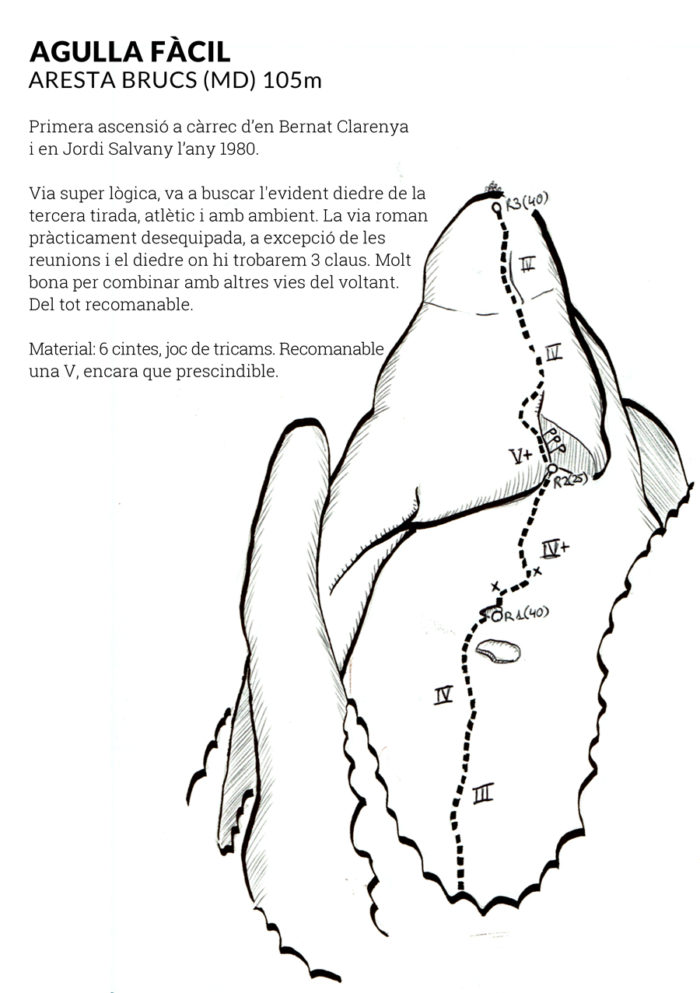 AGULLA FÀCIL
ARESTA BRUCS (MD) 105m
Primera ascensió a càrrec d'en Bernat Clarenya
i en Jordi Salvany l'any 1980.
Via super lògica, va a buscar l'evident diedre de la
tercera tirada, atlètic i amb ambient. La via roman
pràcticament desequipada, a excepció de les
reunions i el diedre on hi trobarem 3 claus. Molt
bona per combinar amb altres vies del voltant.
Del tot recomanable.
Material: 6 cintes, joc de tricams. Recomanable
una V, encara que prescindible.
R3(40)
IV
IV
PPP
V+
R2(25)
IV+
x
x
R1(40)
IV
III